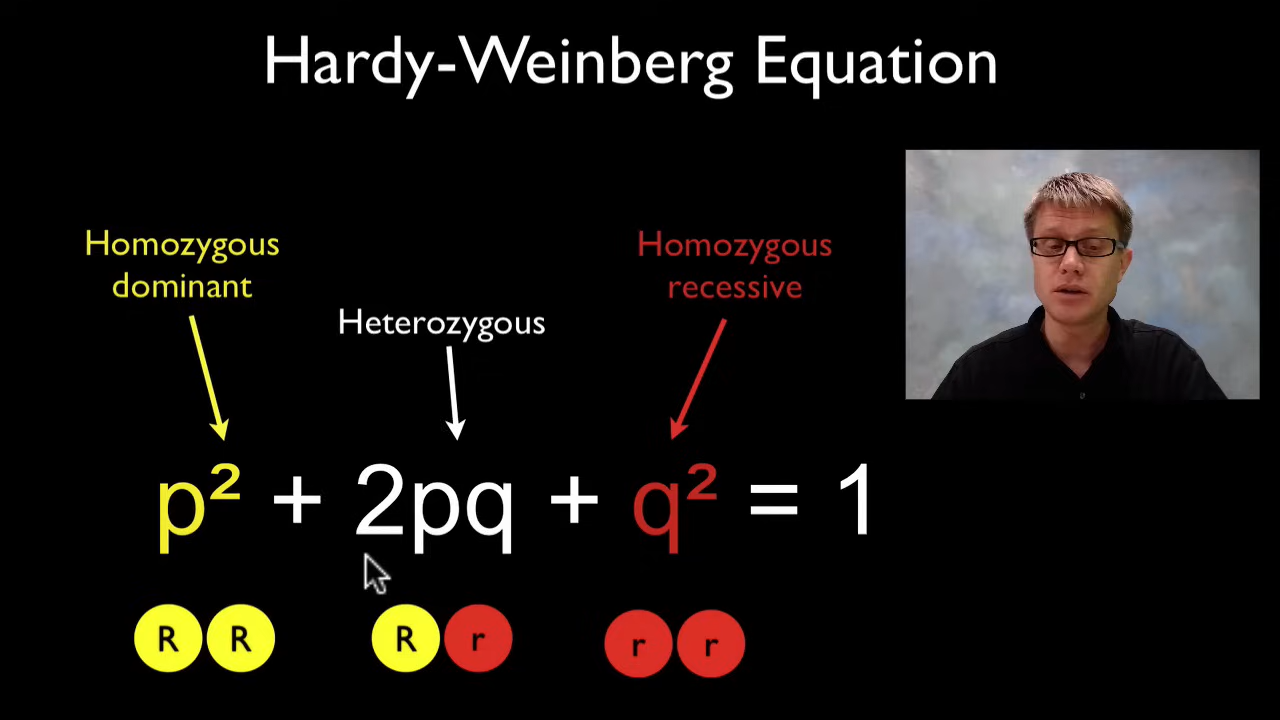 Hardy-Weinberg Equation
Homozygous
dominant
Heterozygous
Homozygous
recessive
p² + 2pq + q² = 1
R R R r r r